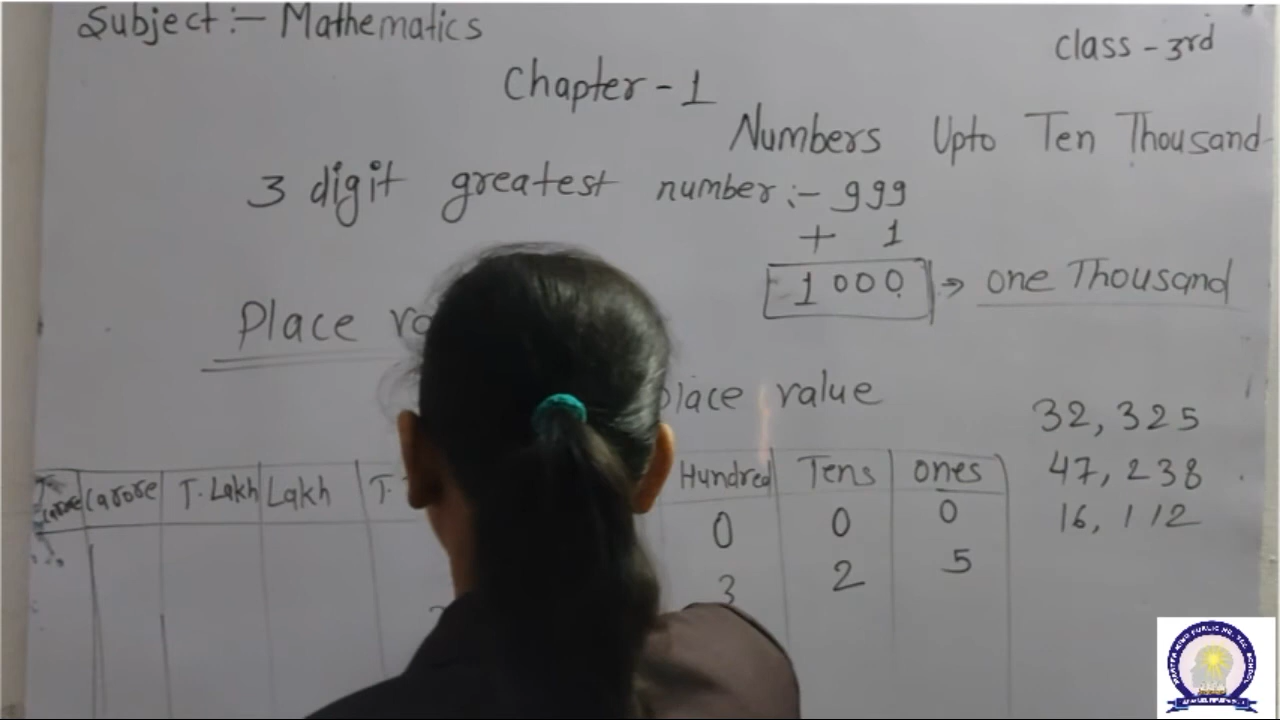 Subject :- Mathematics
Class - 3rd
Chapter - 1
Numbers Upto Ten Thousand
3 digit greatest number :- 999
+ 1
1000 → one Thousand
Place
place value
32,325
47,238
16,112
Carore Carore T. Lakh Lakh T. Hundred Tens ones
0 0 0
3 2 5